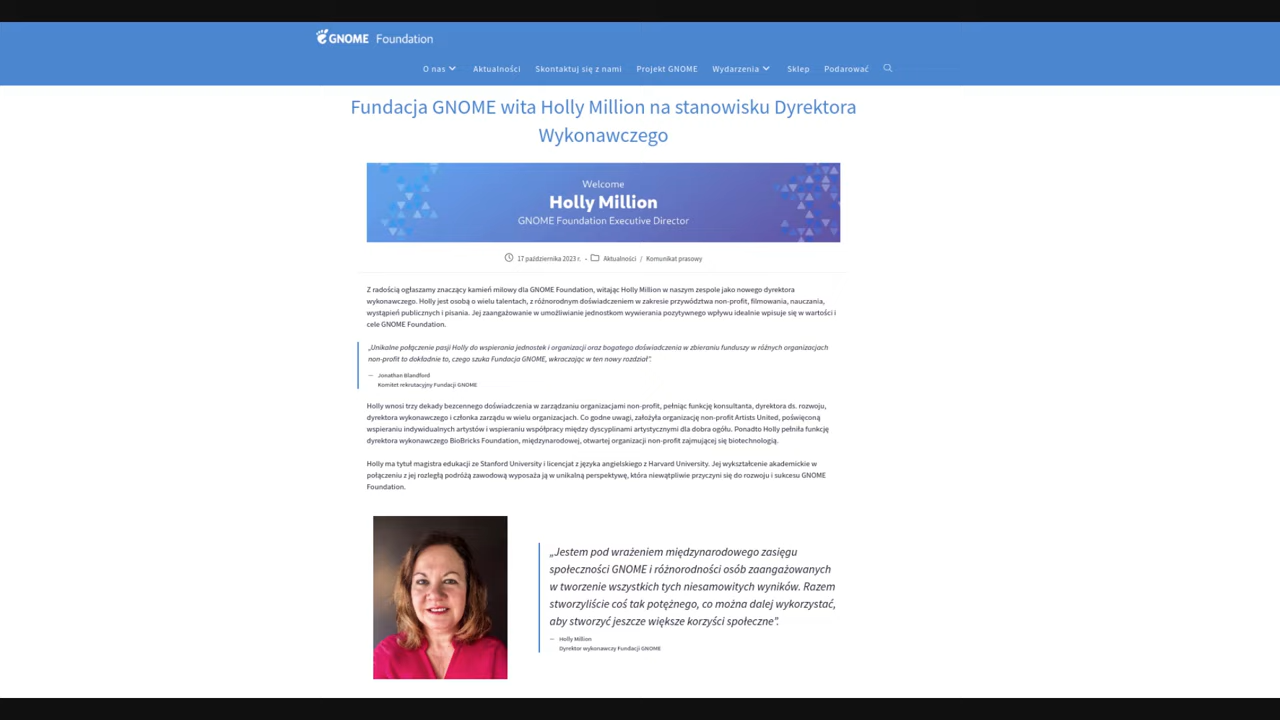 GNOME Foundation
O nas
Aktualności
Skontaktuj się z nami
Projekt GNOME
Wydarzenia
Sklep
Podarować
Fundacja GNOME wita Holly Million na stanowisku Dyrektora
Wykonawczego
Welcome
Holly Million
GNOME Foundation Executive Director
17 października 2023 r. - Aktualności / Komunikat prasowy
Z radością ogłaszamy znaczący kamień milowy dla GNOME Foundation, witając Holly Million w naszym zespole jako nowego dyrektora
wykonawczego. Holly jest osobą o wielu talentach, z różnorodnym doświadczeniem w zakresie przywództwa non-profit, filmowania, nauczania,
wystąpień publicznych i pisania. Jej zaangażowanie w umożliwianie jednostkom wywierania pozytywnego wpływu idealnie wpisuje się w wartości i
cele GNOME Foundation.
„Unikalne połączenie pasji Holly do wspierania jednostek i organizacji oraz bogatego doświadczenia w zbieraniu funduszy w różnych organizacjach
non-profit to dokładnie to, czego szuka Fundacja GNOME, wkraczając w ten nowy rozdział”.
— Jonathan Blandford
Komitet rekrutacyjny Fundacji GNOME
Holly wnosi trzy dekady bezcennego doświadczenia w zarządzaniu organizacjami non-profit, pełniąc funkcję konsultanta, dyrektora ds. rozwoju,
dyrektora wykonawczego i członka zarządu w wielu organizacjach. Co godne uwagi, założyła organizację non-profit Artists United, poświęconą
wspieraniu indywidualnych artystów i wspieraniu współpracy między dyscyplinami artystycznymi dla dobra ogółu. Ponadto Holly pełniła funkcję
dyrektora wykonawczego BioBricks Foundation, międzynarodowej, otwartej organizacji non-profit zajmującej się biotechnologią.
Holly ma tytuł magistra edukacji ze Stanford University i licencjat z języka angielskiego z Harvard University. Jej wykształcenie akademickie w
połączeniu z jej rozległą podróżą zawodową wyposaża ją w unikalną perspektywę, która niewątpliwie przyczyni się do rozwoju i sukcesu GNOME
Foundation.
„Jestem pod wrażeniem międzynarodowego zasięgu
społeczności GNOME i różnorodności osób zaangażowanych
w tworzenie wszystkich tych niesamowitych wyników. Razem
stworzyliście coś tak potężnego, co można dalej wykorzystać,
aby stworzyć jeszcze większe korzyści społeczne”.
— Holly Million
Dyrektor wykonawczy Fundacji GNOME